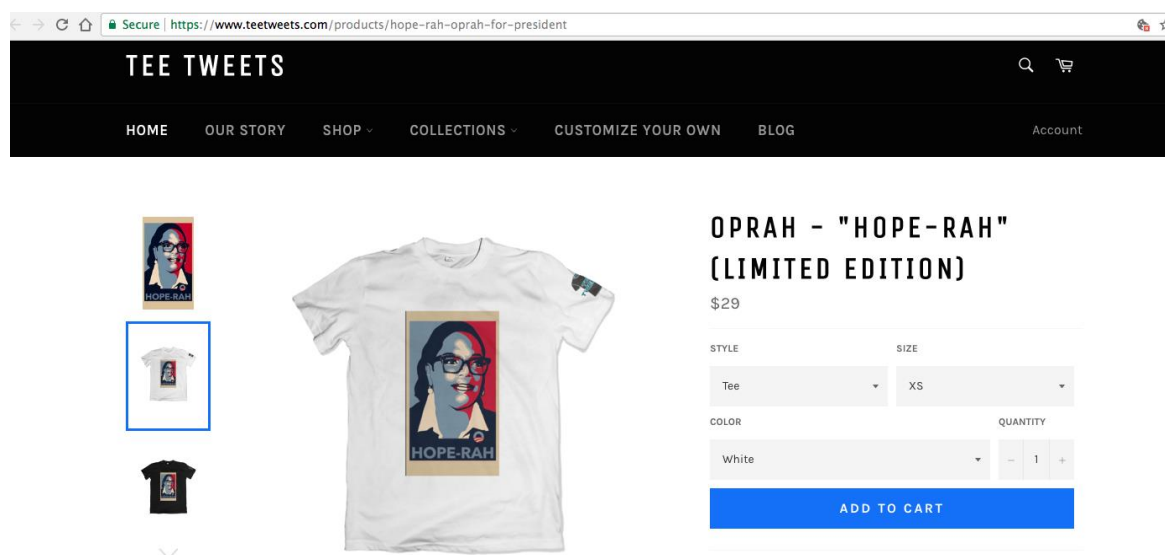 Secure | https://www.teetweets.com/products/hope-rah-oprah-for-president
TEE TWEETS
HOME OUR STORY SHOP COLLECTIONS CUSTOMIZE YOUR OWN BLOG Account
HOPE-RAH
HOPE-RAH
OPRAH - "HOPE-RAH"
(LIMITED EDITION)
$29
STYLE SIZE
Tee XS
COLOR QUANTITY
White − 1 +
ADD TO CART